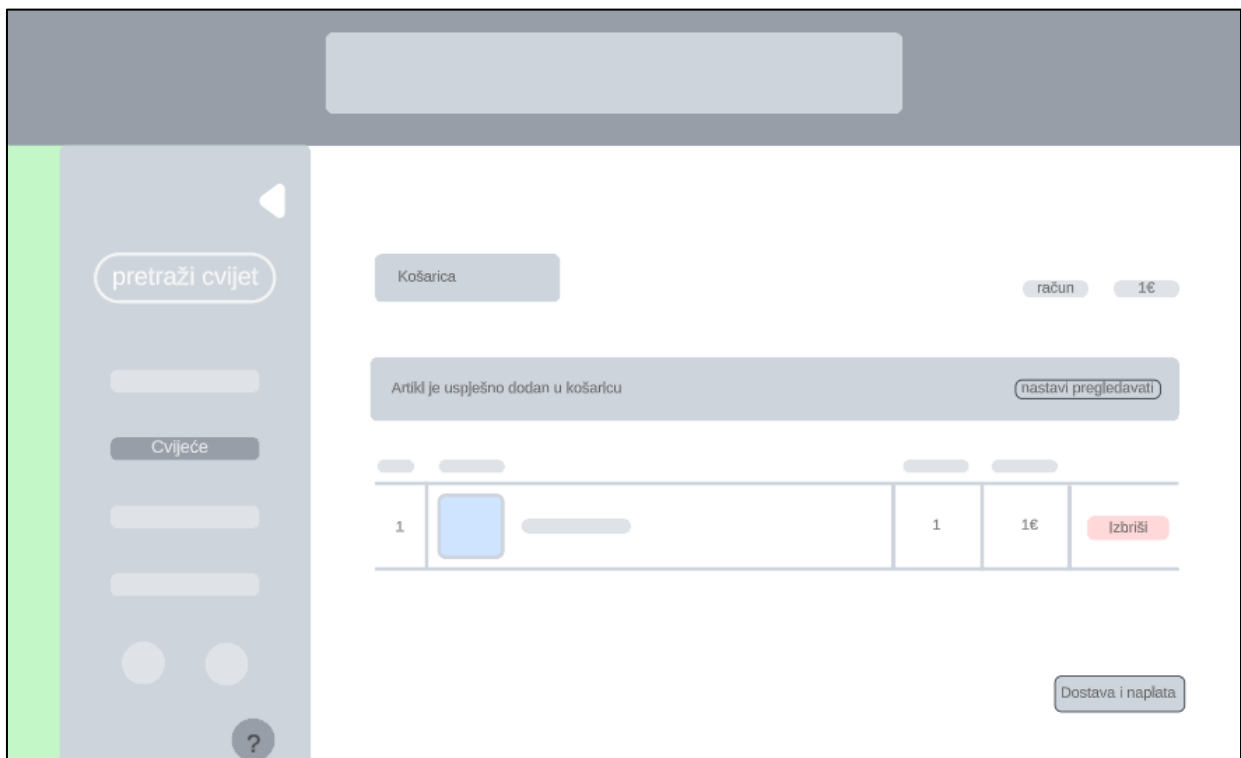 pretraži cvijet
Cvijeće
?
Košarica
račun 1€
Artikl je uspješno dodan u košaricu
nastavi pregledavati
1 1 1€ Izbriši
Dostava i naplata